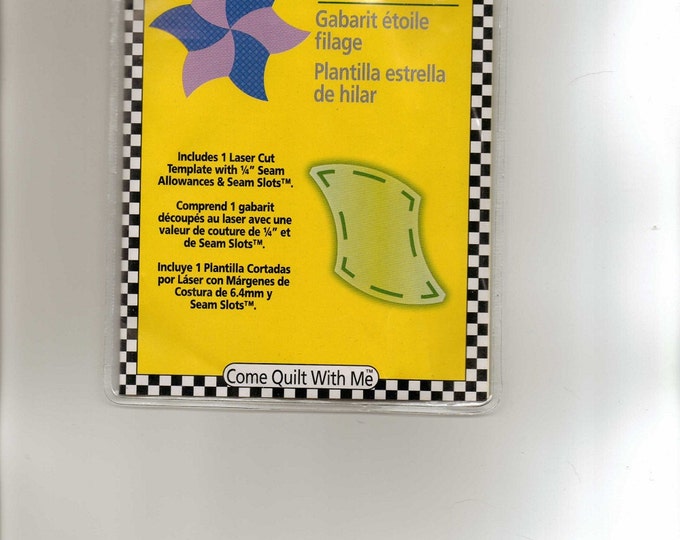 Gabarit étoile
filage
Plantilla estrella
de hilar
Includes 1 Laser Cut
Template with ¼" Seam
Allowances & Seam Slots™.
Comprend 1 gabarit
découpés au laser avec une
valeur de couture de ¼" et
de Seam Slots™.
Incluye 1 Plantilla Cortadas
por Láser con Márgenes de
Costura de 6.4mm y
Seam Slots™.
Come Quilt With Me™